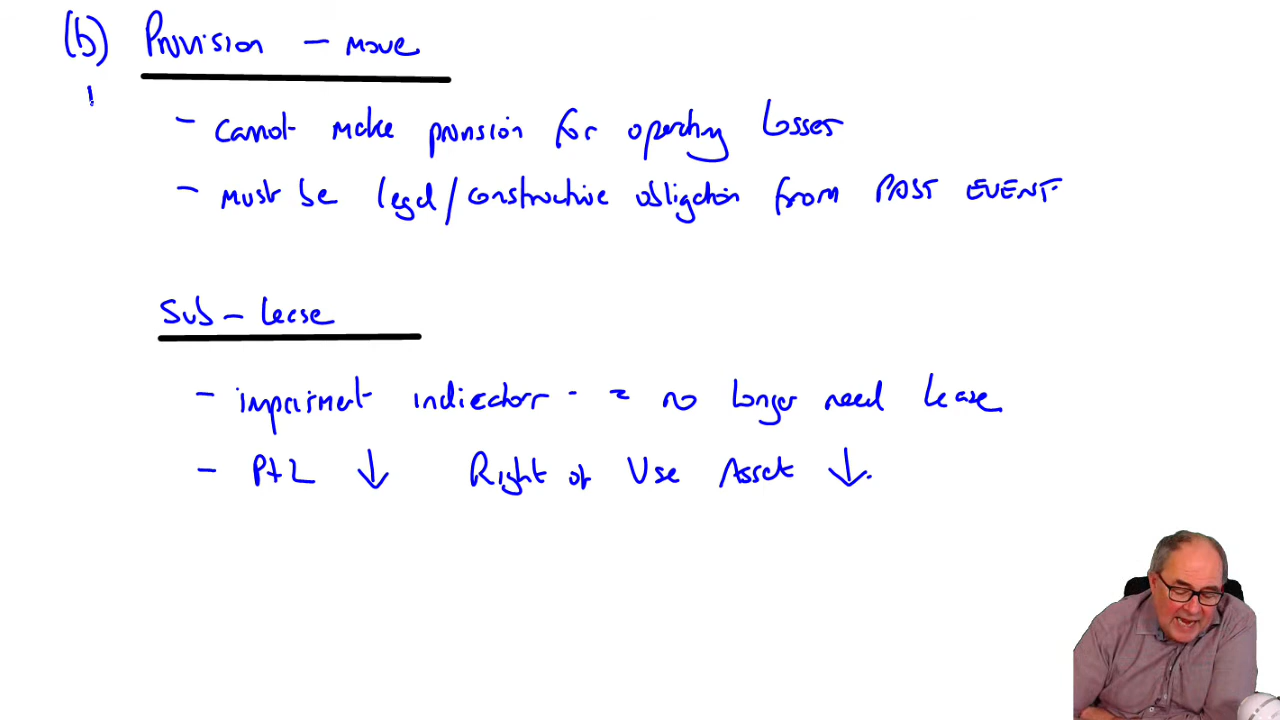 (b) Provision - move
- cannot make provision for operating losses
- must be legal/constructive obligation from PAST EVENT
Sub - lease
- impairment indicator - = no longer need lease
- P+L ↓ Right of Use Asset ↓.